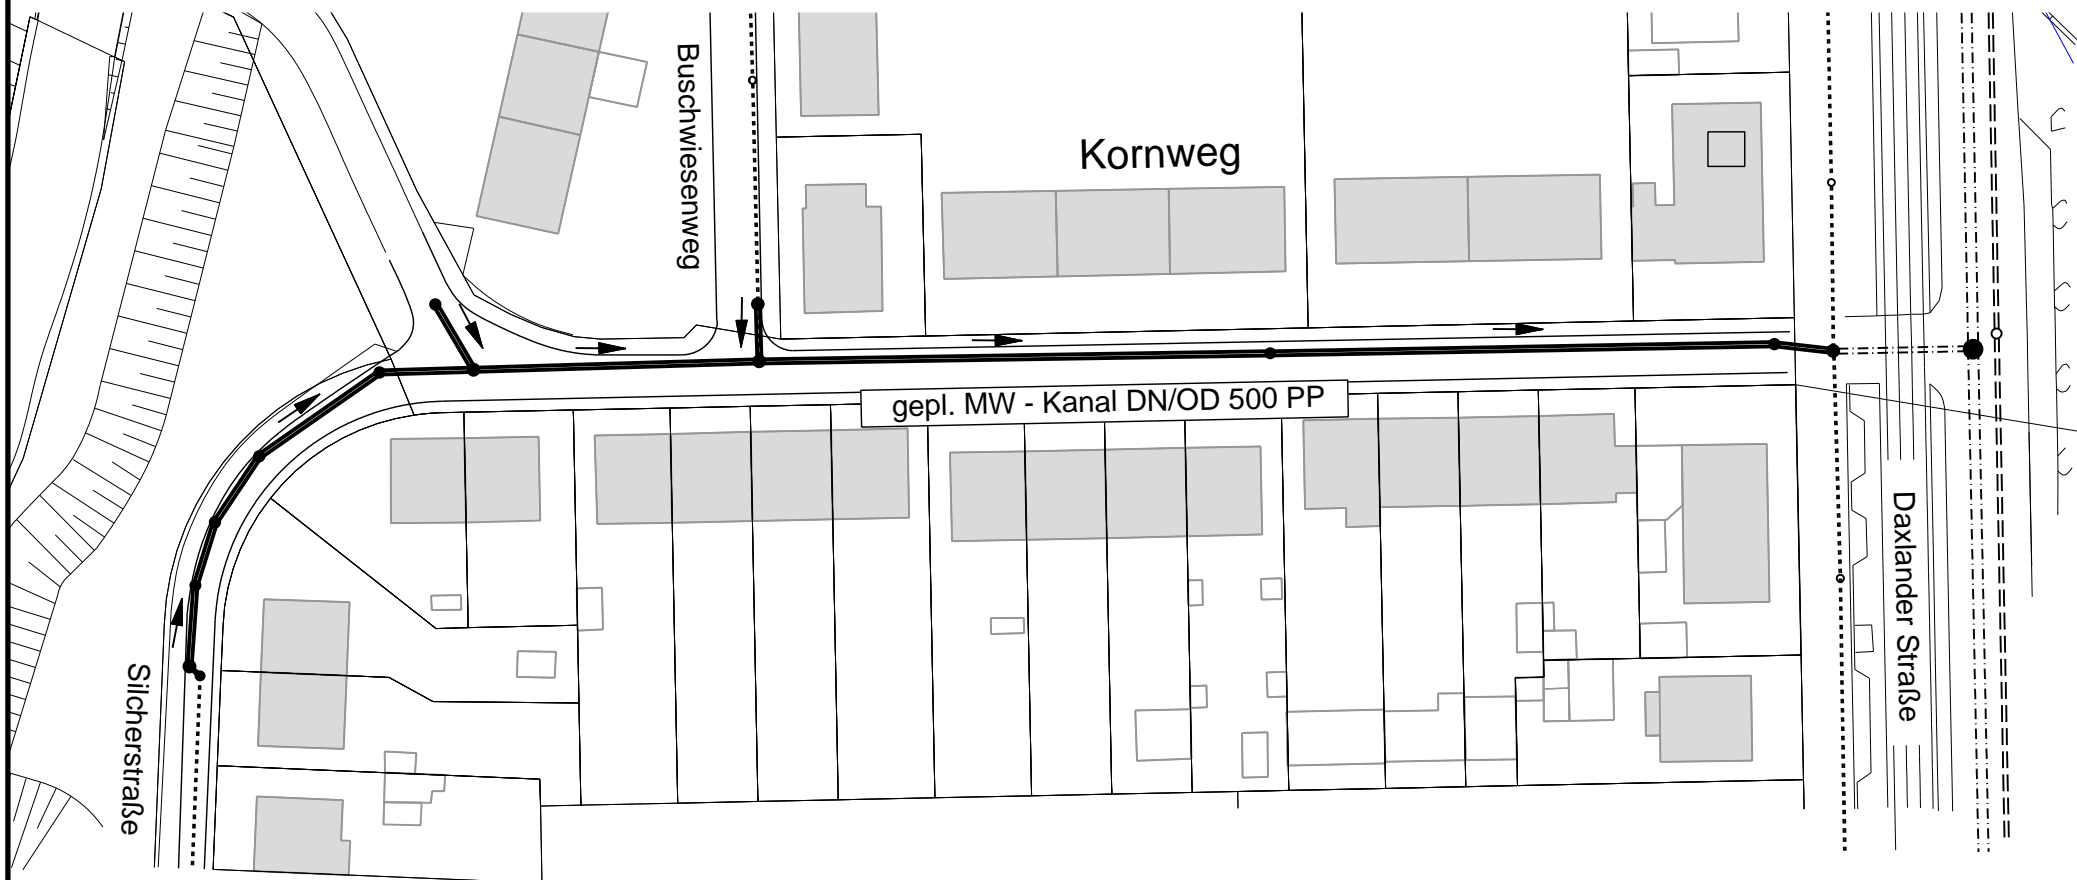 Buschwiesenweg
Kornweg
gepl. MW - Kanal DN/OD 500 PP
Silcherstraße
Daxlander Straße